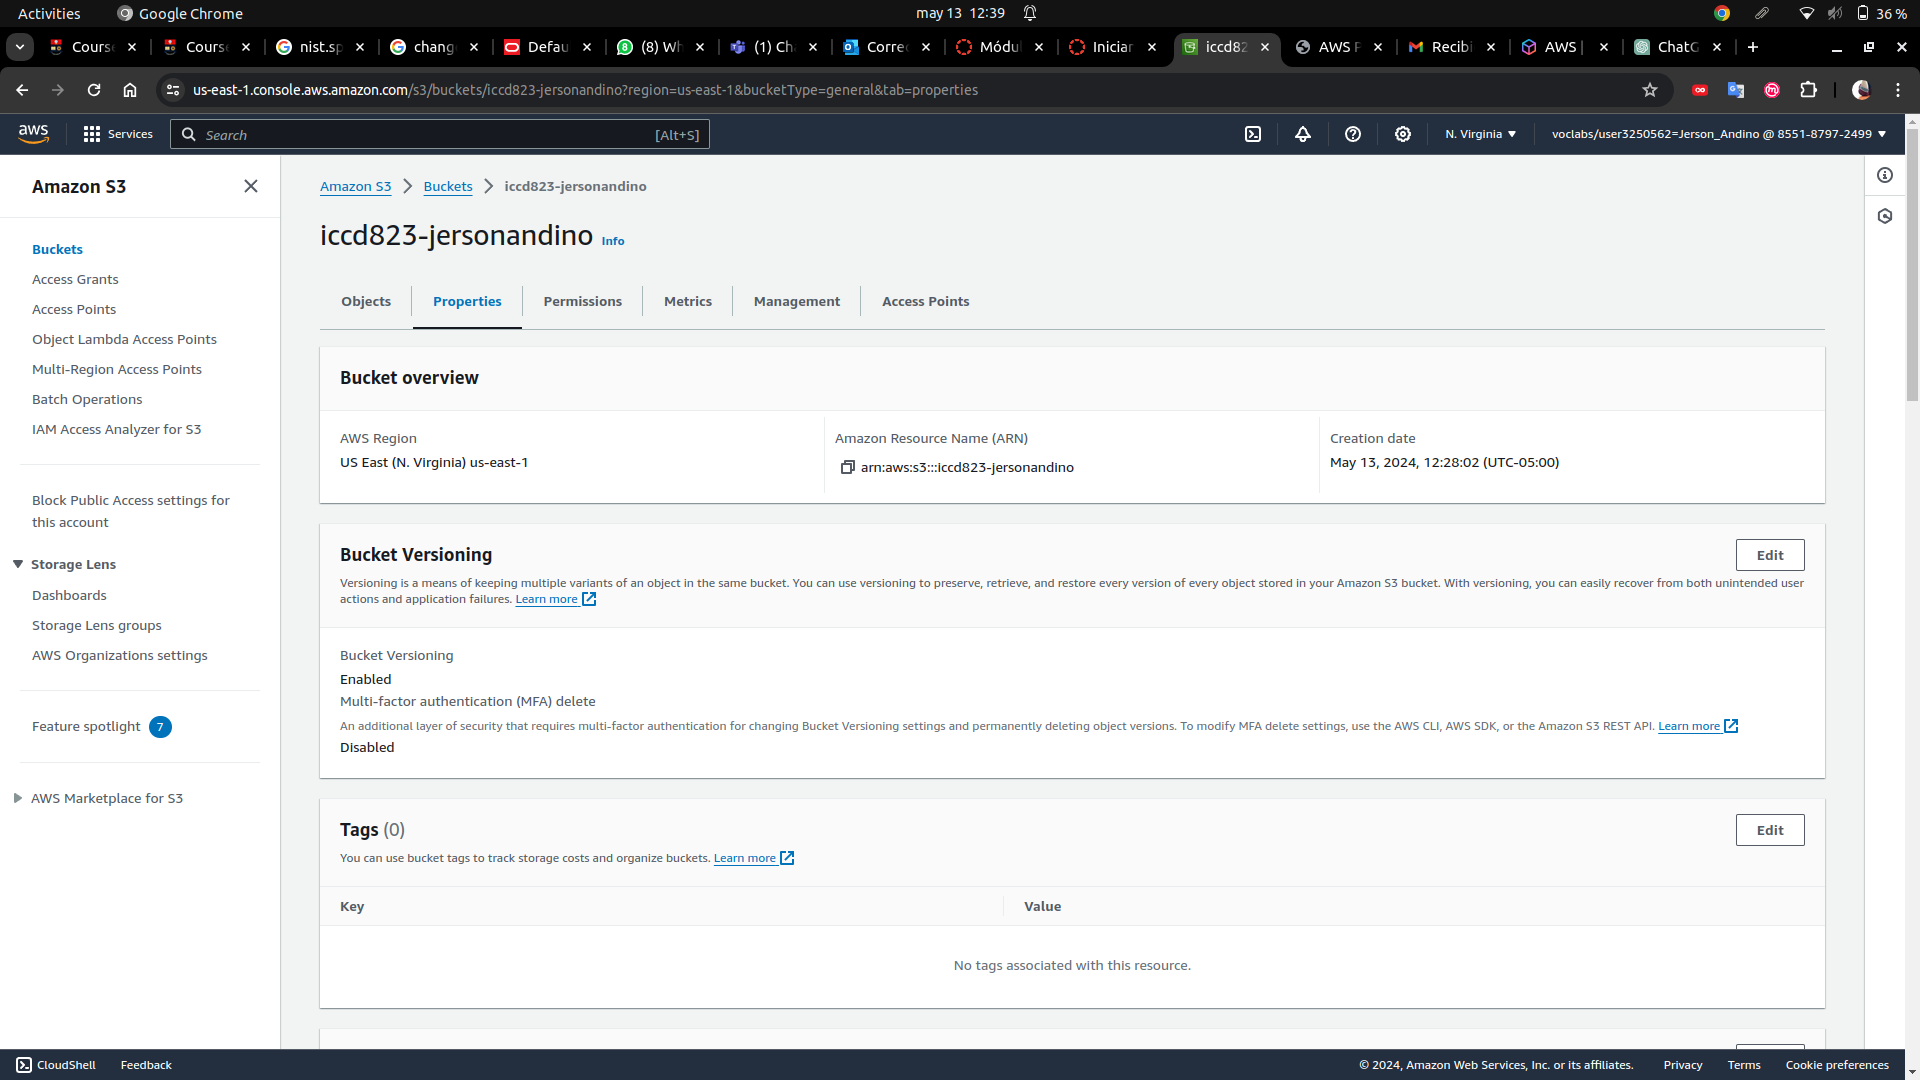 Activities Google Chrome may 13 12:39 36 %
Course Course nist.sp chang Defau (8) Wh (1) Ch Corre Módul Iniciar iccd82 AWS P Recibi AWS | ChatG
us-east-1.console.aws.amazon.com/s3/buckets/iccd823-jersonandino?region=us-east-1&bucketType=general&tab=properties
aws Services Search [Alt+S] N. Virginia voclabs/user3250562=Jerson_Andino @ 8551-8797-2499
Amazon S3
Buckets
Access Grants
Access Points
Object Lambda Access Points
Multi-Region Access Points
Batch Operations
IAM Access Analyzer for S3
Block Public Access settings for
this account
Storage Lens
Dashboards
Storage Lens groups
AWS Organizations settings
Feature spotlight 7
AWS Marketplace for S3
Amazon S3 Buckets iccd823-jersonandino
iccd823-jersonandino Info
Objects Properties Permissions Metrics Management Access Points
Bucket overview
AWS Region
US East (N. Virginia) us-east-1
Amazon Resource Name (ARN)
arn:aws:s3:::iccd823-jersonandino
Creation date
May 13, 2024, 12:28:02 (UTC-05:00)
Bucket Versioning
Edit
Versioning is a means of keeping multiple variants of an object in the same bucket. You can use versioning to preserve, retrieve, and restore every version of every object stored in your Amazon S3 bucket. With versioning, you can easily recover from both unintended user
actions and application failures. Learn more
Bucket Versioning
Enabled
Multi-factor authentication (MFA) delete
An additional layer of security that requires multi-factor authentication for changing Bucket Versioning settings and permanently deleting object versions. To modify MFA delete settings, use the AWS CLI, AWS SDK, or the Amazon S3 REST API. Learn more
Disabled
Tags (0)
Edit
You can use bucket tags to track storage costs and organize buckets. Learn more
Key Value
No tags associated with this resource.
CloudShell Feedback © 2024, Amazon Web Services, Inc. or its affiliates. Privacy Terms Cookie preferences